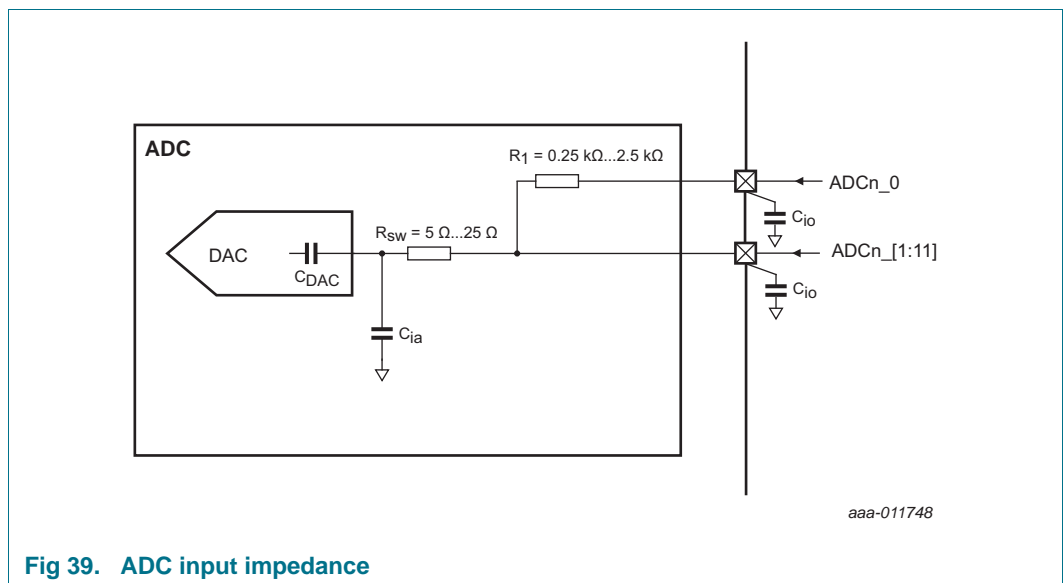 ADC
R1 = 0.25 kΩ...2.5 kΩ
ADCn_0
Cio
Rsw = 5 Ω...25 Ω
DAC
CDAC
ADCn_[1:11]
Cio
Cia
aaa-011748
Fig 39. ADC input impedance